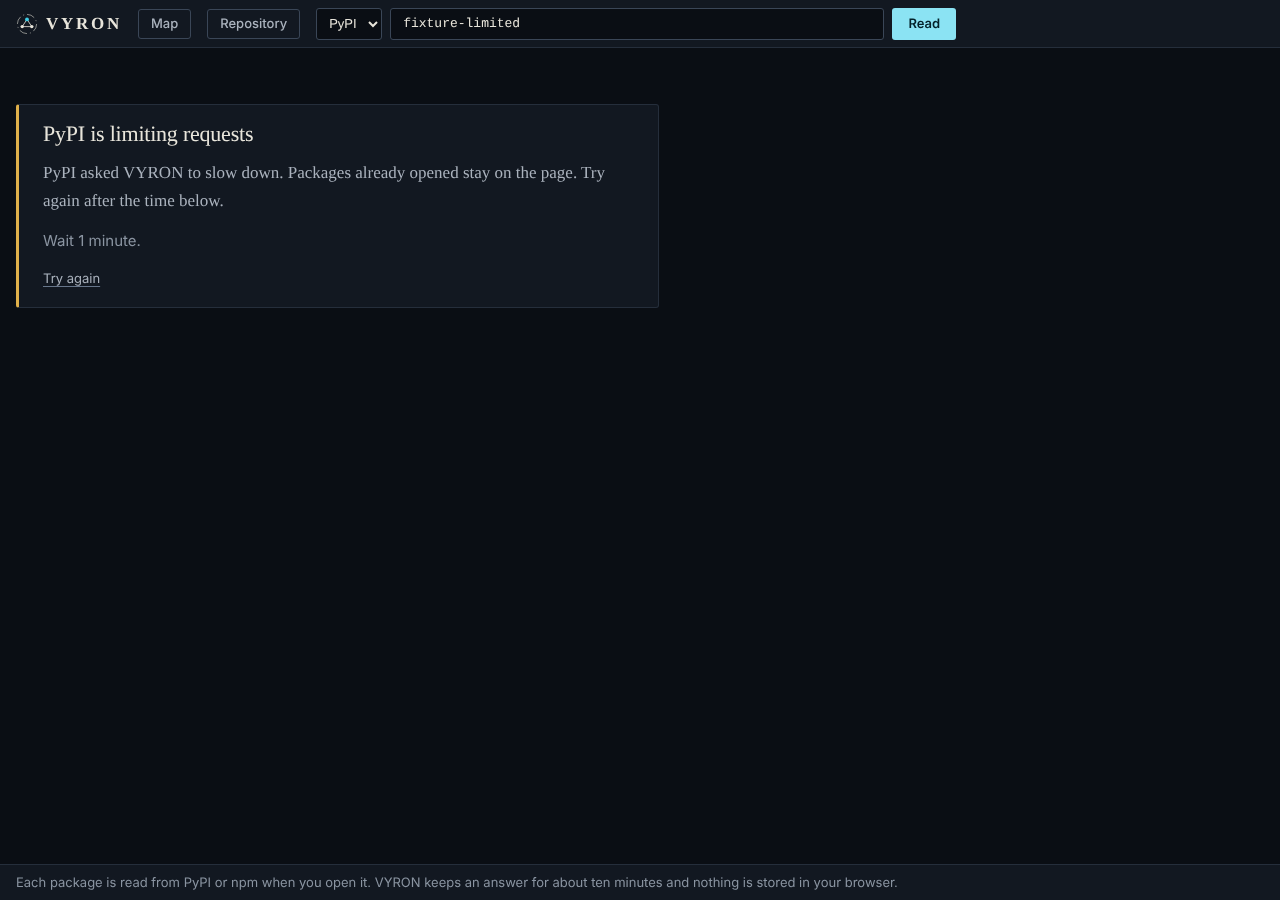 VYRON
Map
Repository
PyPI
fixture-limited
Read
PyPI is limiting requests
PyPI asked VYRON to slow down. Packages already opened stay on the page. Try
again after the time below.
Wait 1 minute.
Try again
Each package is read from PyPI or npm when you open it. VYRON keeps an answer for about ten minutes and nothing is stored in your browser.